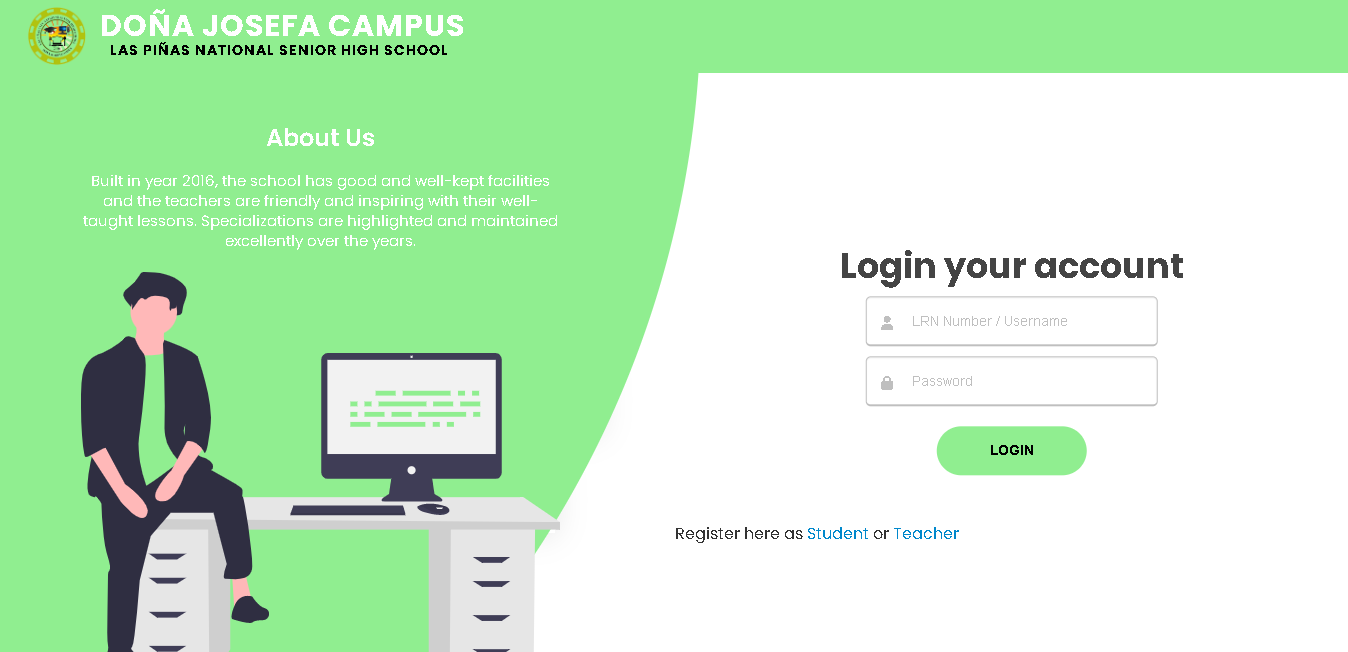 DOÑA JOSEFA CAMPUS
LAS PIÑAS NATIONAL SENIOR HIGH SCHOOL
About Us
Built in year 2016, the school has good and well-kept facilities
and the teachers are friendly and inspiring with their well-
taught lessons. Specializations are highlighted and maintained
excellently over the years.
Login your account
LRN Number / Username
Password
LOGIN
Register here as Student or Teacher